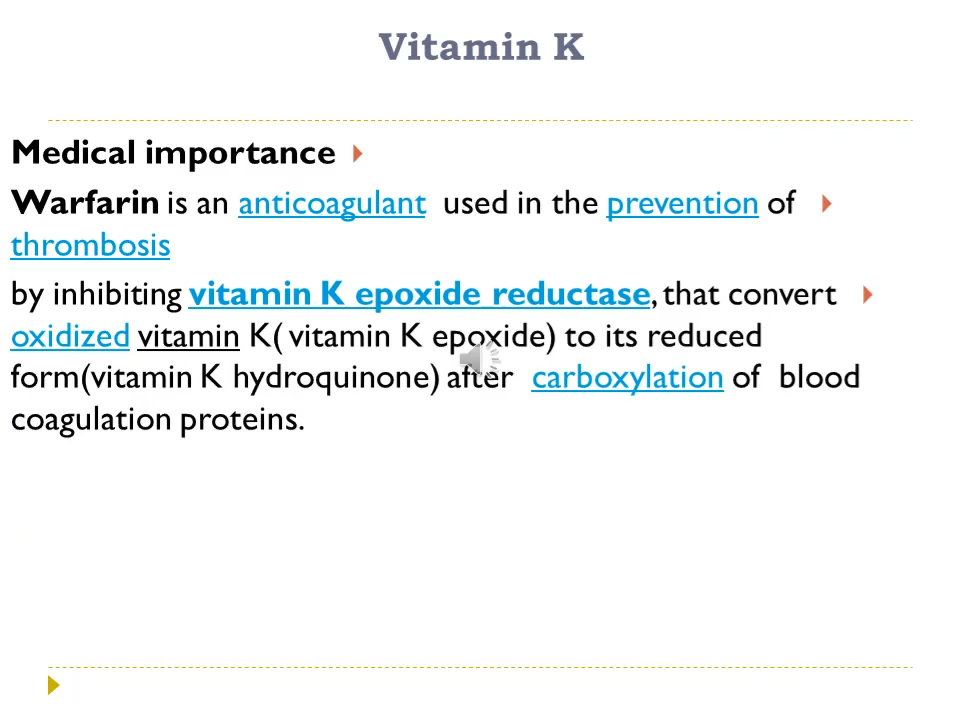 Vitamin K
Medical importance
Warfarin is an anticoagulant used in the prevention of
thrombosis
by inhibiting vitamin K epoxide reductase, that convert
oxidized vitamin K( vitamin K epoxide) to its reduced
form(vitamin K hydroquinone) after carboxylation of blood
coagulation proteins.